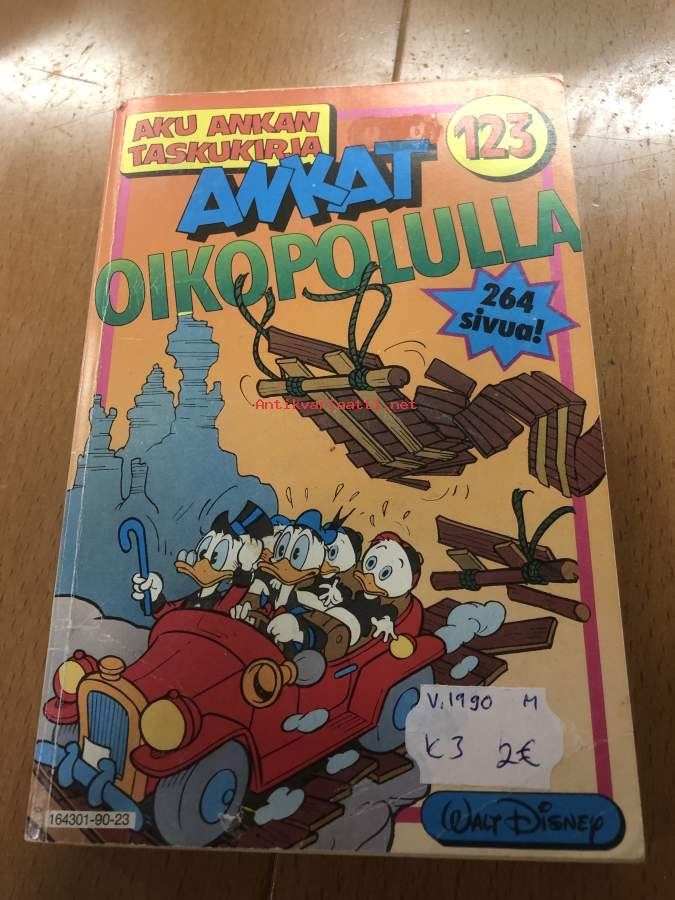 AKU ANKAN
TASKUKIRJA
123
ANKAT
OIKOPOLULLA
264
sivua!
Antikvariaatti.net
V.1990 M
K3 2€
164301-90-23
WALT DISNEY